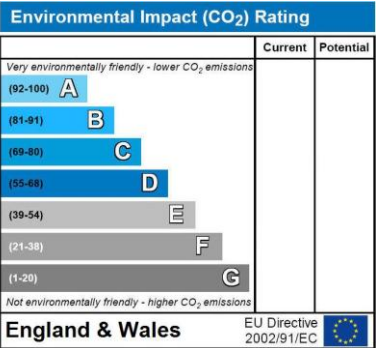 Environmental Impact (CO₂) Rating
Current Potential
Very environmentally friendly - lower CO₂ emissions
(92-100) A
(81-91) B
(69-80) C
(55-68) D
(39-54) E
(21-38) F
(1-20) G
Not environmentally friendly - higher CO₂ emissions
England & Wales
EU Directive
2002/91/EC